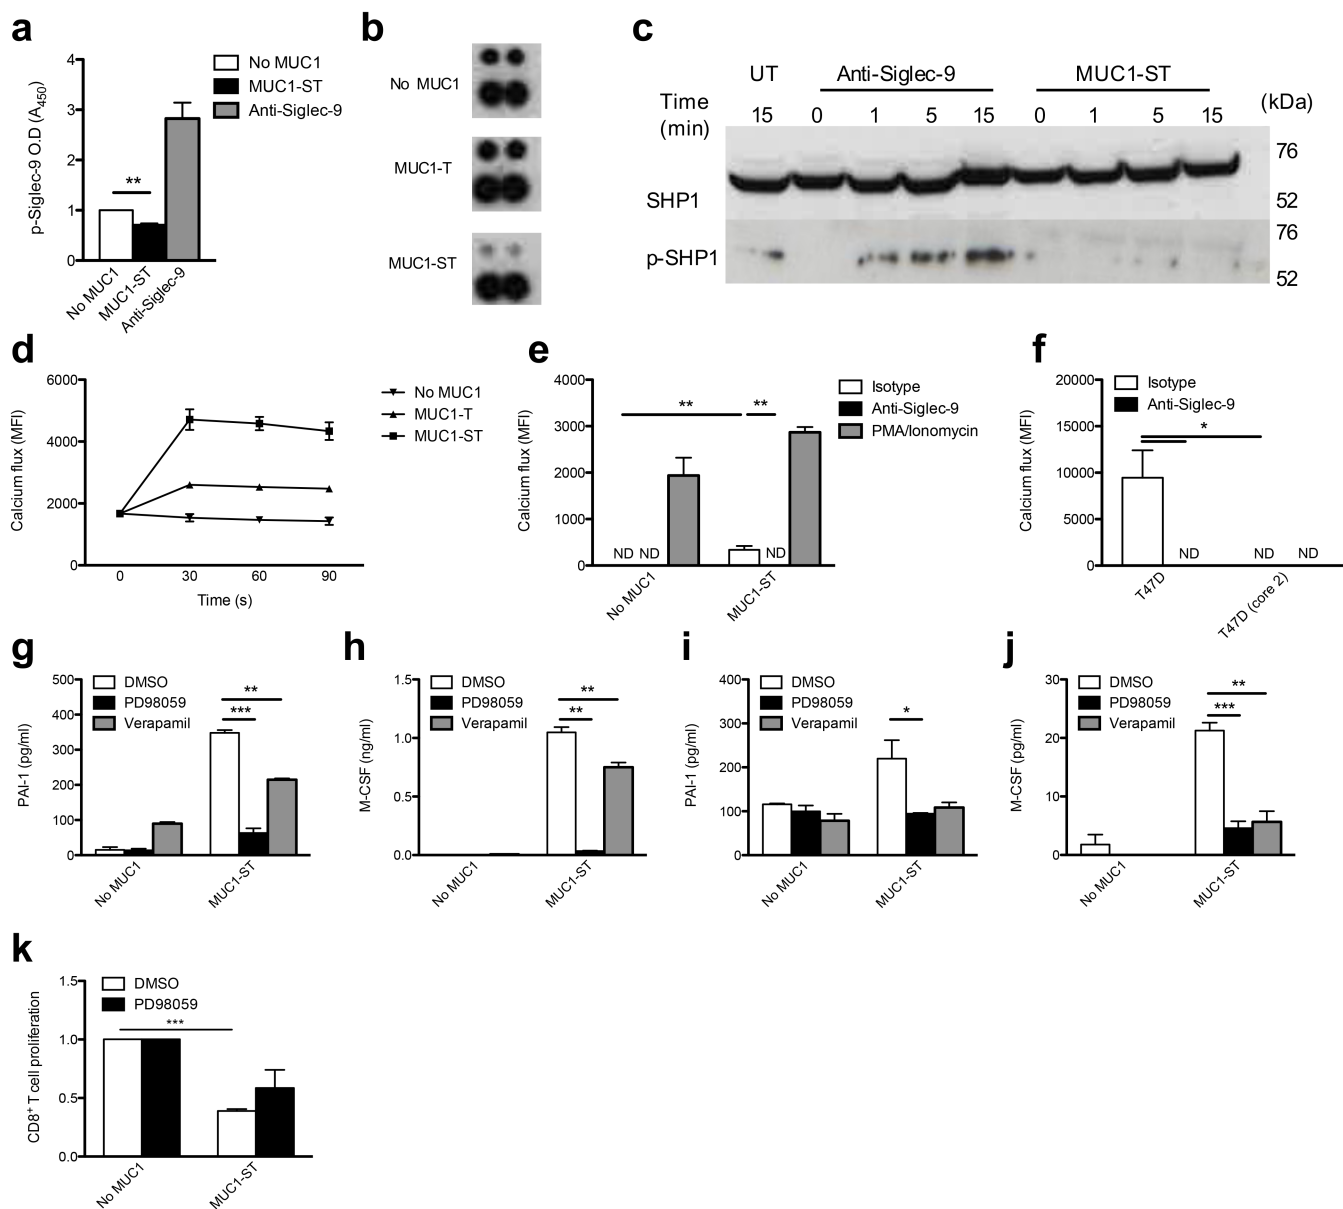 a
No MUC1
MUC1-ST
Anti-Siglec-9
p-Siglec-9 O.D (A450)
4
3
2
1
0
**
No MUC1
MUC1-ST
Anti-Siglec-9
b
No MUC1
MUC1-T
MUC1-ST
c
UT
Anti-Siglec-9
MUC1-ST
Time
(min)
15 0 1 5 15 0 1 5 15
(kDa)
SHP1
76
52
p-SHP1
76
52
d
Calcium flux (MFI)
6000
4000
2000
0
0 30 60 90
Time (s)
No MUC1
MUC1-T
MUC1-ST
e
Calcium flux (MFI)
4000
3000
2000
1000
0
** **
ND ND ND
No MUC1
MUC1-ST
Isotype
Anti-Siglec-9
PMA/Ionomycin
f
Calcium flux (MFI)
20000
15000
10000
5000
0
Isotype
Anti-Siglec-9
*
ND ND ND
T47D
T47D (core 2)
g
PAI-1 (pg/ml)
500
400
300
200
100
0
DMSO
PD98059
Verapamil
**
***
No MUC1
MUC1-ST
h
M-CSF (ng/ml)
1.5
1.0
0.5
0.0
DMSO
PD98059
Verapamil
**
**
No MUC1
MUC1-ST
i
PAI-1 (pg/ml)
400
300
200
100
0
DMSO
PD98059
Verapamil
*
No MUC1
MUC1-ST
j
M-CSF (pg/ml)
30
20
10
0
DMSO
PD98059
Verapamil
**
***
No MUC1
MUC1-ST
k
CD8+ T cell proliferation
1.5
1.0
0.5
0.0
DMSO
PD98059
***
No MUC1
MUC1-ST